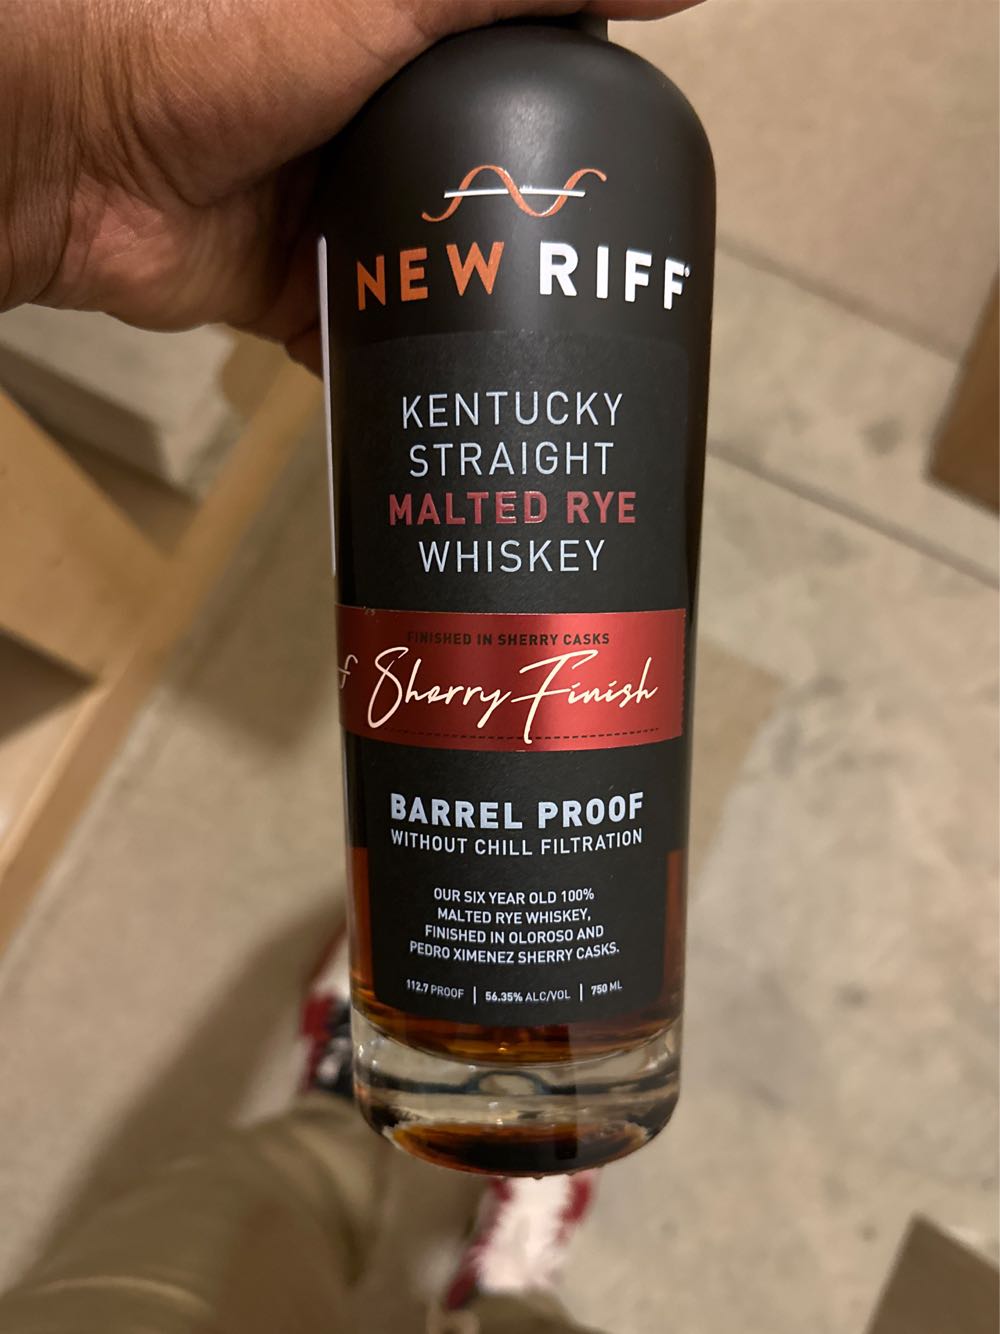 NEW RIFF®
KENTUCKY
STRAIGHT
MALTED RYE
WHISKEY
FINISHED IN SHERRY CASKS
Sherry Finish
BARREL PROOF
WITHOUT CHILL FILTRATION
OUR SIX YEAR OLD 100%
MALTED RYE WHISKEY,
FINISHED IN OLOROSO AND
PEDRO XIMENEZ SHERRY CASKS.
112.7 PROOF | 56.35% ALC/VOL | 750 ML